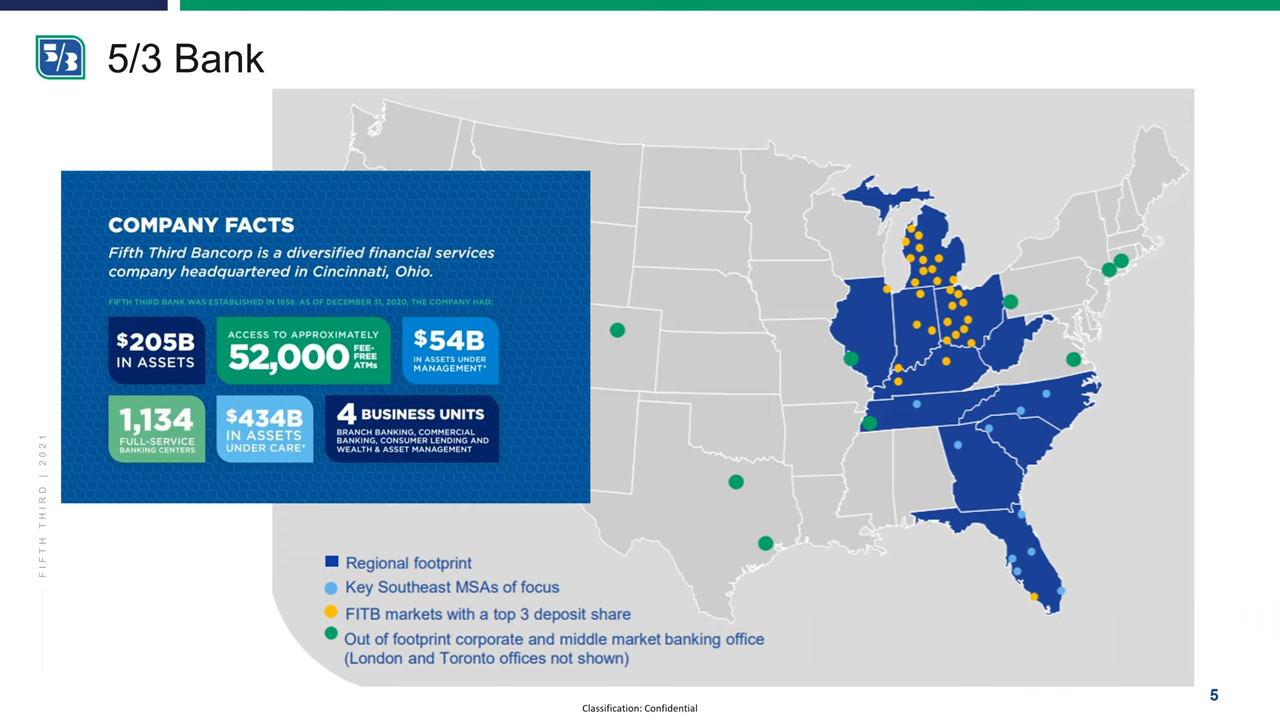 5/3
5/3 Bank
COMPANY FACTS
Fifth Third Bancorp is a diversified financial services
company headquartered in Cincinnati, Ohio.
FIFTH THIRD BANK WAS ESTABLISHED IN 1858. AS OF DECEMBER 31, 2020, THE COMPANY HAD:
$205B
IN ASSETS
ACCESS TO APPROXIMATELY
52,000 FEE-
FREE
ATMs
$54B
IN ASSETS UNDER
MANAGEMENT*
1,134
FULL-SERVICE
BANKING CENTERS
$434B
IN ASSETS
UNDER CARE*
4 BUSINESS UNITS
BRANCH BANKING, COMMERCIAL
BANKING, CONSUMER LENDING AND
WEALTH & ASSET MANAGEMENT
Regional footprint
Key Southeast MSAs of focus
FITB markets with a top 3 deposit share
Out of footprint corporate and middle market banking office
(London and Toronto offices not shown)
FIFTH THIRD | 2021
Classification: Confidential
5